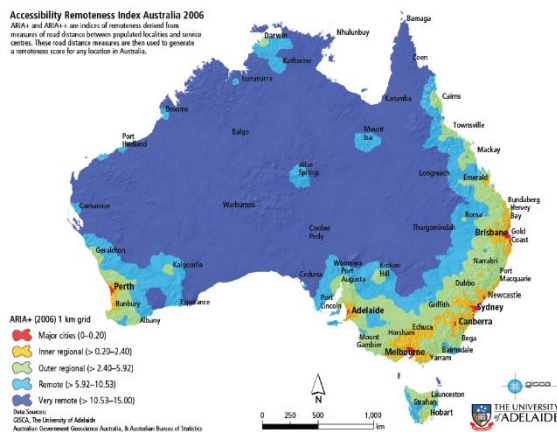 Accessibility Remoteness Index Australia 2006
ARIA+ and ARIA++ are indices of remoteness derived from
measures of road distance between populated localities and service
centres. These road distance measures are then used to generate
a remoteness score for any location in Australia.
Bamaga
Darwin
Nhulunbuy
Katherine
Coen
Kununurra
Cairns
Karumba
Broome
Townsville
Port
Hedland
Balgo
Mount
Isa
Mackay
Alice
Springs
Longreach
Emerald
Carnarvon
Warburton
Bundaberg
Hervey
Bay
Roma
Coober
Pedy
Thargomindah
Brisbane
Gold
Coast
Geraldton
Kalgoorlie
Woomera
Broken
Hill
Narrabri
Ceduna
Port
Augusta
Port
Macquarie
Perth
Dubbo
Esperance
Port
Lincoln
Newcastle
Bunbury
Adelaide
Griffith
Sydney
Albany
Echuca
Canberra
Mount
Gambier
Horsham
Bega
Melbourne
Bairnsdale
Yarram
ARIA+ (2006) 1 km grid
Major cities (0–0.20)
Inner regional (> 0.20–2.40)
Outer regional (> 2.40–5.92)
Remote (> 5.92–10.53)
Very remote (> 10.53–15.00)
Launceston
Strahan
Hobart
N
0 500 1,000
km
Data Sources:
GISCA, The University of Adelaide
Australian Government Geoscience Australia, & Australian Bureau of Statistics
gisca
THE UNIVERSITY
OF ADELAIDE